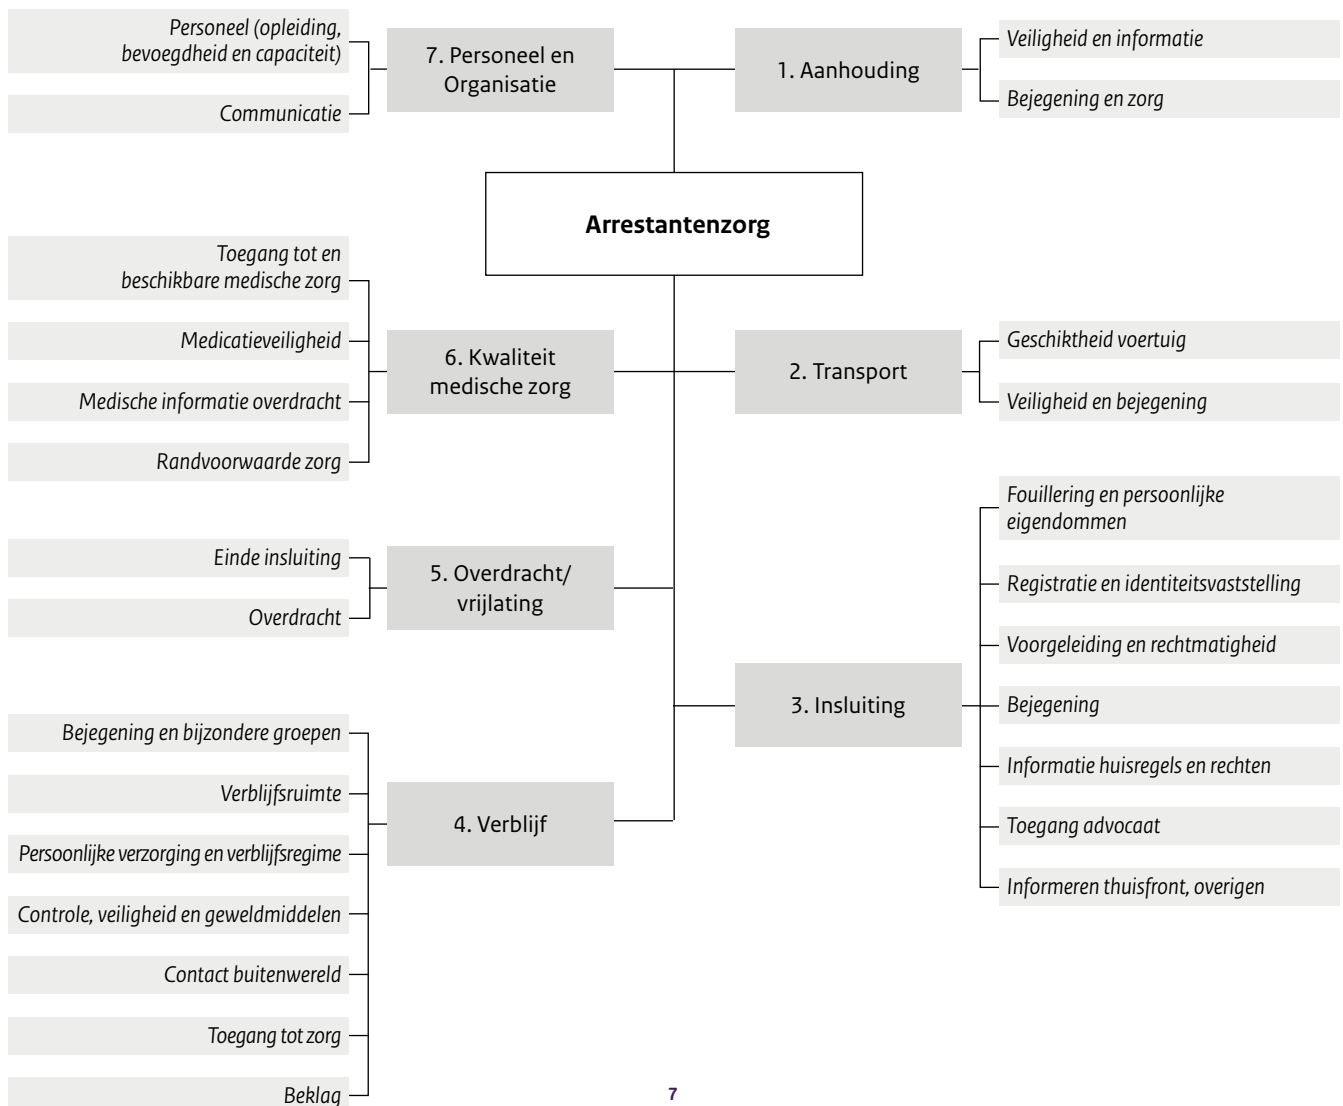 Personeel (opleiding,
bevoegdheid en capaciteit)
Communicatie
7. Personeel en
Organisatie
1. Aanhouding
Veiligheid en informatie
Bejegening en zorg
Arrestantenzorg
Toegang tot en
beschikbare medische zorg
Medicatieveiligheid
Medische informatie overdracht
Randvoorwaarde zorg
6. Kwaliteit
medische zorg
2. Transport
Geschiktheid voertuig
Veiligheid en bejegening
Einde insluiting
Overdracht
5. Overdracht/
vrijlating
3. Insluiting
Fouillering en persoonlijke
eigendommen
Registratie en identiteitsvaststelling
Voorgeleiding en rechtmatigheid
Bejegening
Informatie huisregels en rechten
Toegang advocaat
Informeren thuisfront, overigen
Bejegening en bijzondere groepen
Verblijfsruimte
Persoonlijke verzorging en verblijfsregime
Controle, veiligheid en geweldmiddelen
Contact buitenwereld
Toegang tot zorg
Beklag
4. Verblijf
7